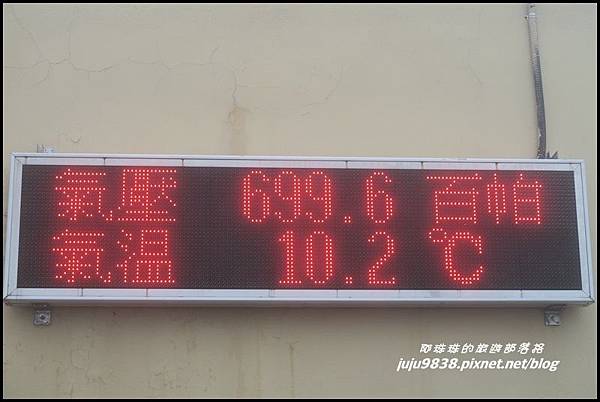 氣壓 699.6 百帕
氣溫 10.2 ℃
邱珠珠的旅遊部落格
juju9838.pixnet.net/blog